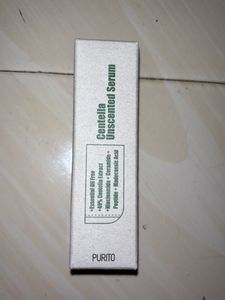 Centella
Unscented Serum
+Essential Oil Free
+49% Centella Extract
+Niacinamide + Ceramide +
Peptide + Madecassic Acid
PURITO